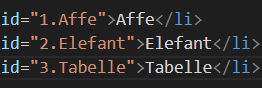 id="1.Affe">Affe</li>
id="2.Elefant">Elefant</li>
id="3.Tabelle">Tabelle</li>